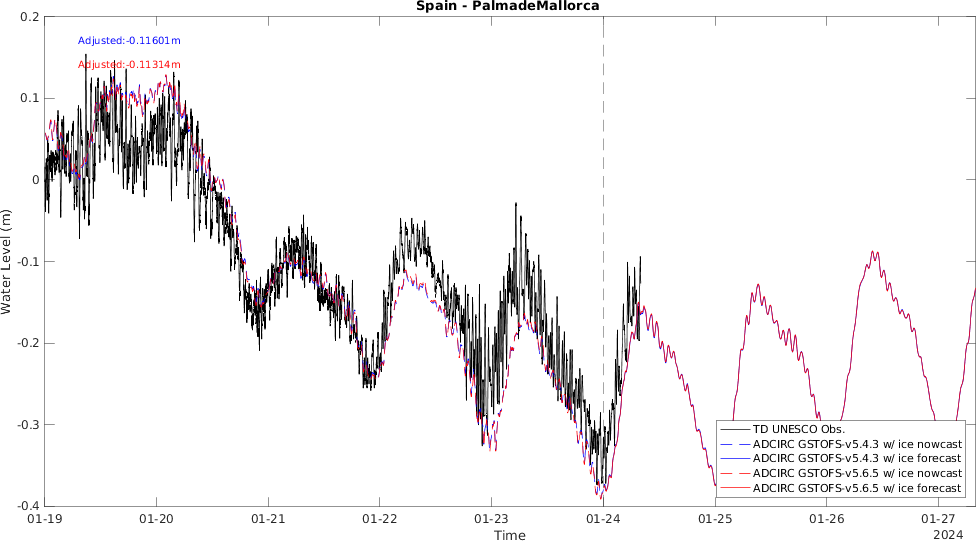 Spain - PalmadeMallorca
Adjusted:-0.11601m
Adjusted:-0.11314m
Water Level (m)
0.2
0.1
0
-0.1
-0.2
-0.3
-0.4
TD UNESCO Obs.
ADCIRC GSTOFS-v5.4.3 w/ ice nowcast
ADCIRC GSTOFS-v5.4.3 w/ ice forecast
ADCIRC GSTOFS-v5.6.5 w/ ice nowcast
ADCIRC GSTOFS-v5.6.5 w/ ice forecast
01-19 01-20 01-21 01-22 01-23 01-24 01-25 01-26 01-27
Time
2024